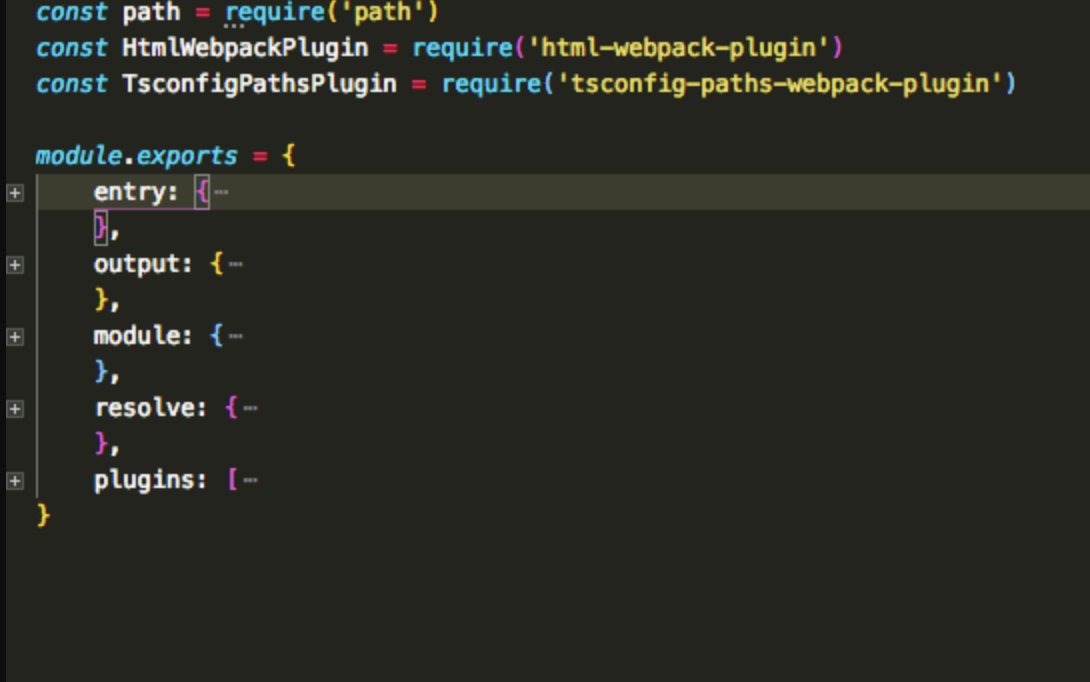 const path = require('path')
const HtmlWebpackPlugin = require('html-webpack-plugin')
const TsconfigPathsPlugin = require('tsconfig-paths-webpack-plugin')
module.exports = {
entry: {⋯
},
output: {⋯
},
module: {⋯
},
resolve: {⋯
},
plugins: [⋯
}